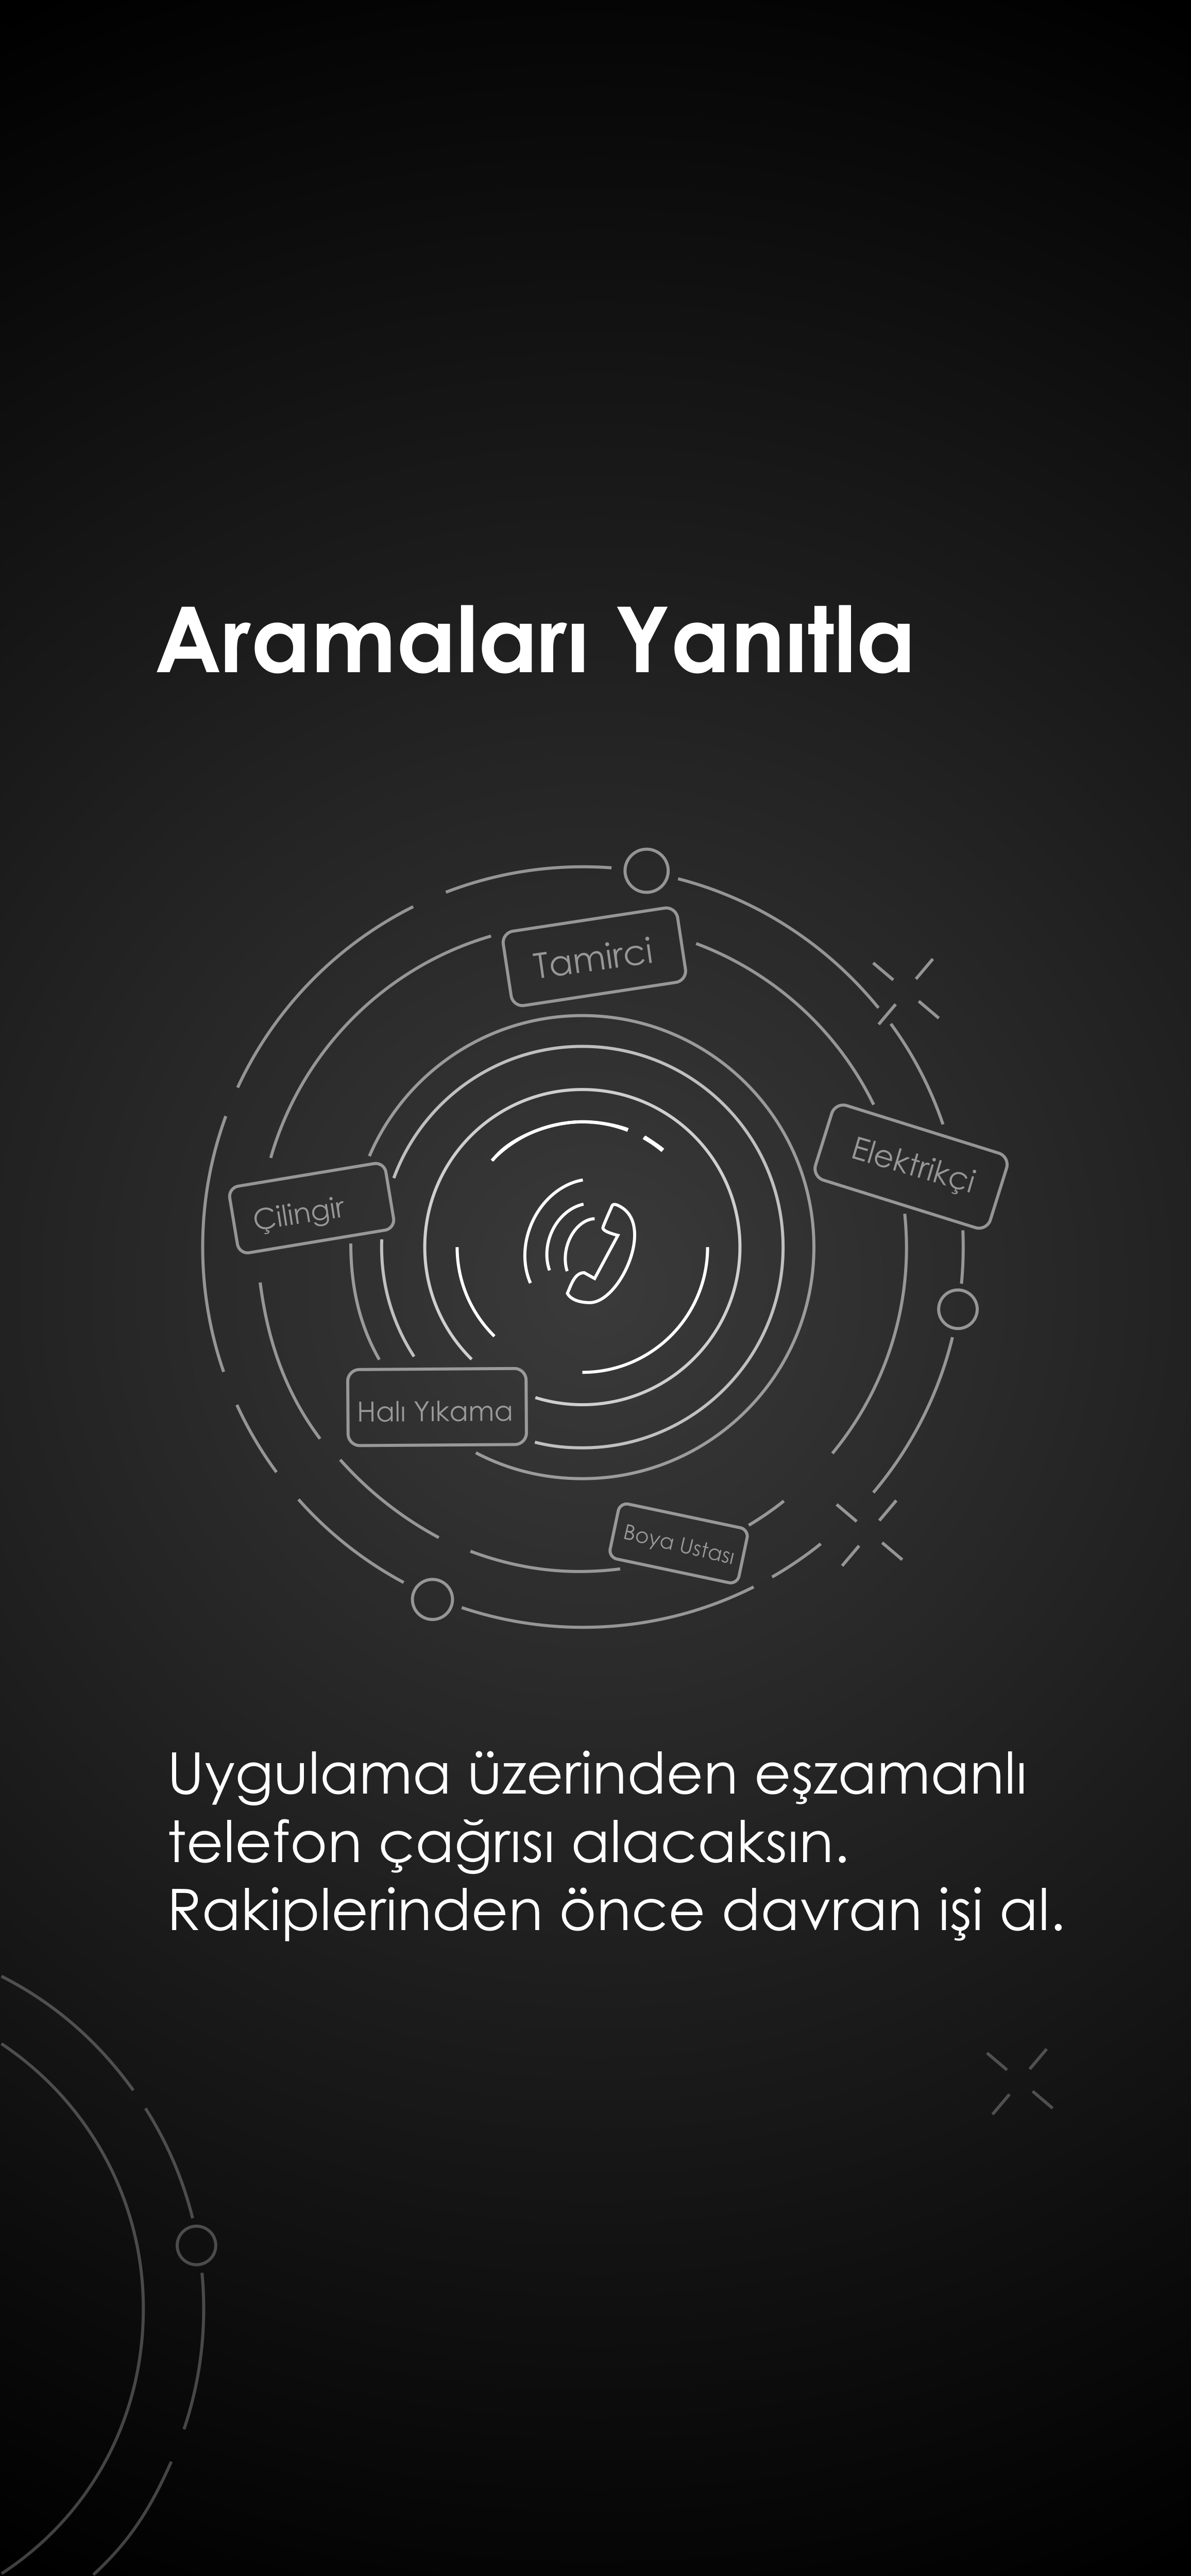 Aramaları Yanıtla
Tamirci
Elektrikçi
Çilingir
Halı Yıkama
Boya Ustası
Uygulama üzerinden eşzamanlı
telefon çağrısı alacaksın.
Rakiplerinden önce davran işi al.